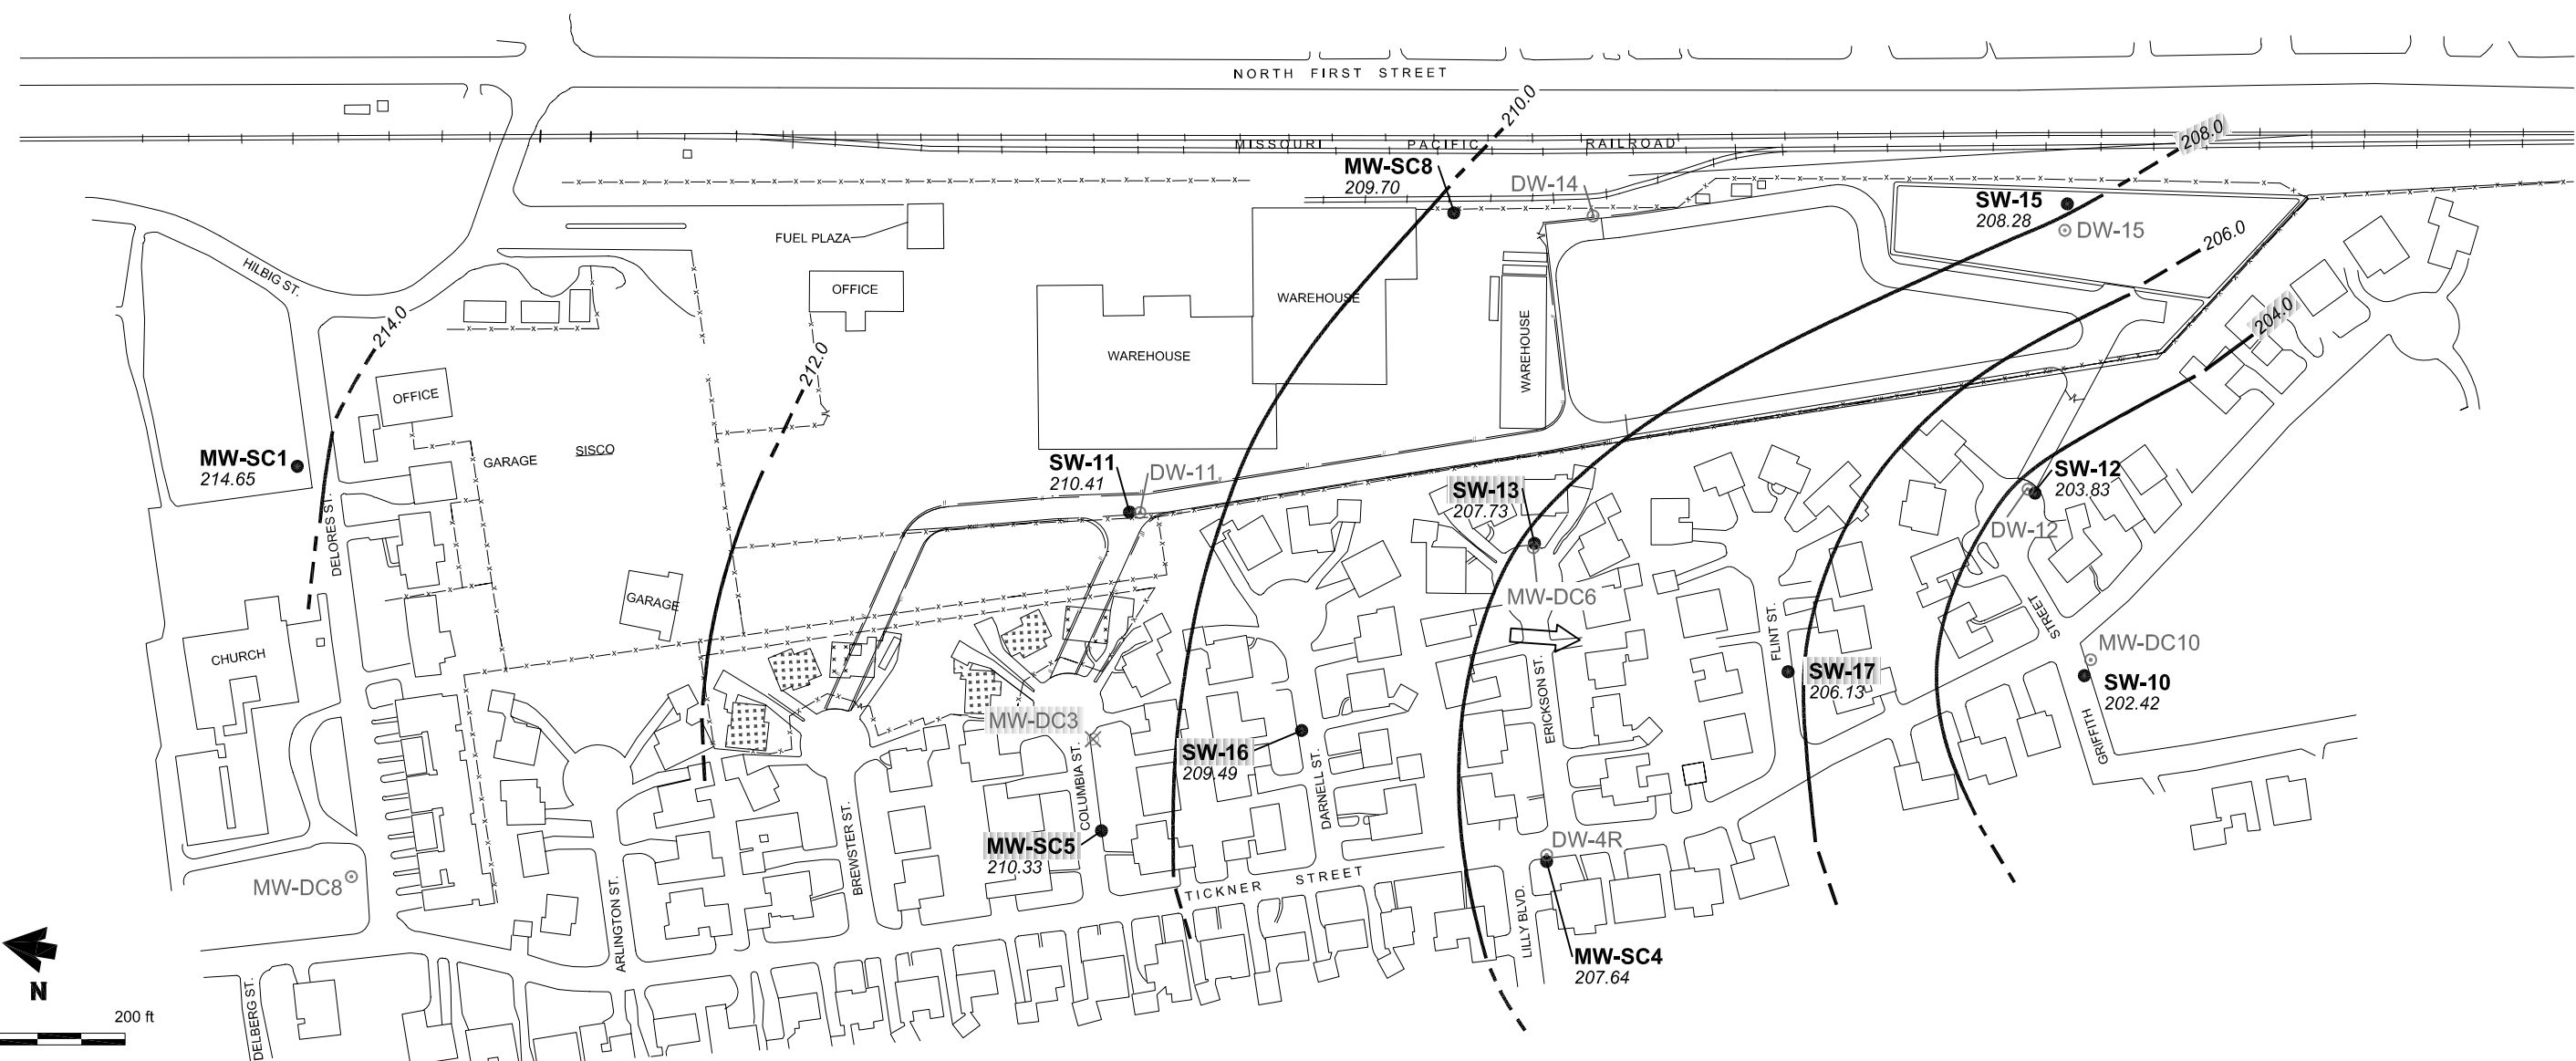 NORTH FIRST STREET
210.0
208.0
MISSOURI PACIFIC RAILROAD
MW-SC8
209.70
DW-14
SW-15
208.28
DW-15
206.0
FUEL PLAZA
HILBIG ST.
OFFICE
WAREHOUSE
WAREHOUSE
WAREHOUSE
204.0
214.0
212.0
OFFICE
MW-SC1
214.65
GARAGE
SISCO
SW-11
210.41
DW-11
SW-13
207.73
SW-12
203.83
DW-12
DELORES ST.
GARAGE
MW-DC6
CHURCH
FLINT ST.
STREET
MW-DC10
SW-17
206.13
SW-10
202.42
MW-DC3
ERICKSON ST.
GRIFFITH
SW-16
209.49
COLUMBIA ST.
DARNELL ST.
MW-SC5
210.33
BREWSTER ST.
DW-4R
MW-DC8
TICKNER STREET
ARLINGTON ST.
LILLY BLVD.
MW-SC4
207.64
N
DELBERG ST.
200 ft